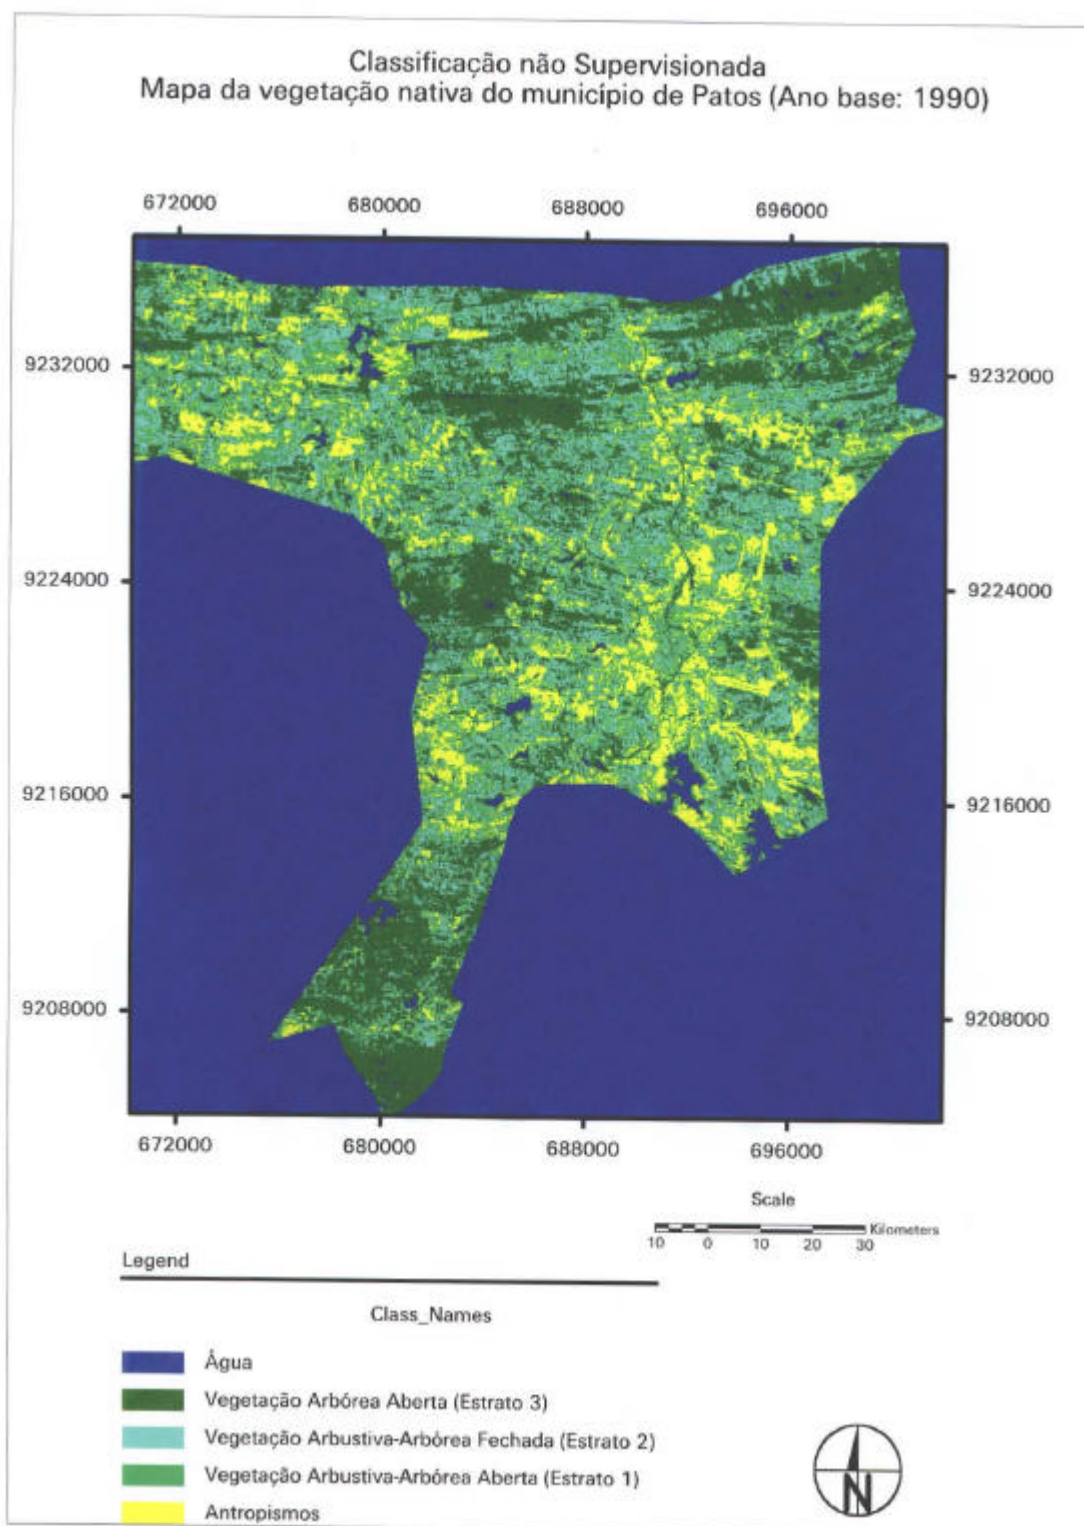 Classificação não Supervisionada
Mapa da vegetação nativa do município de Patos (Ano base: 1990)
672000 680000 688000 696000
9232000 9232000
9224000 9224000
9216000 9216000
9208000 9208000
672000 680000 688000 696000
Scale
Kilometers
10 0 10 20 30
Legend
Class_Names
Água
Vegetação Arbórea Aberta (Estrato 3)
Vegetação Arbustiva-Arbórea Fechada (Estrato 2)
Vegetação Arbustiva-Arbórea Aberta (Estrato 1)
Antropismos
N